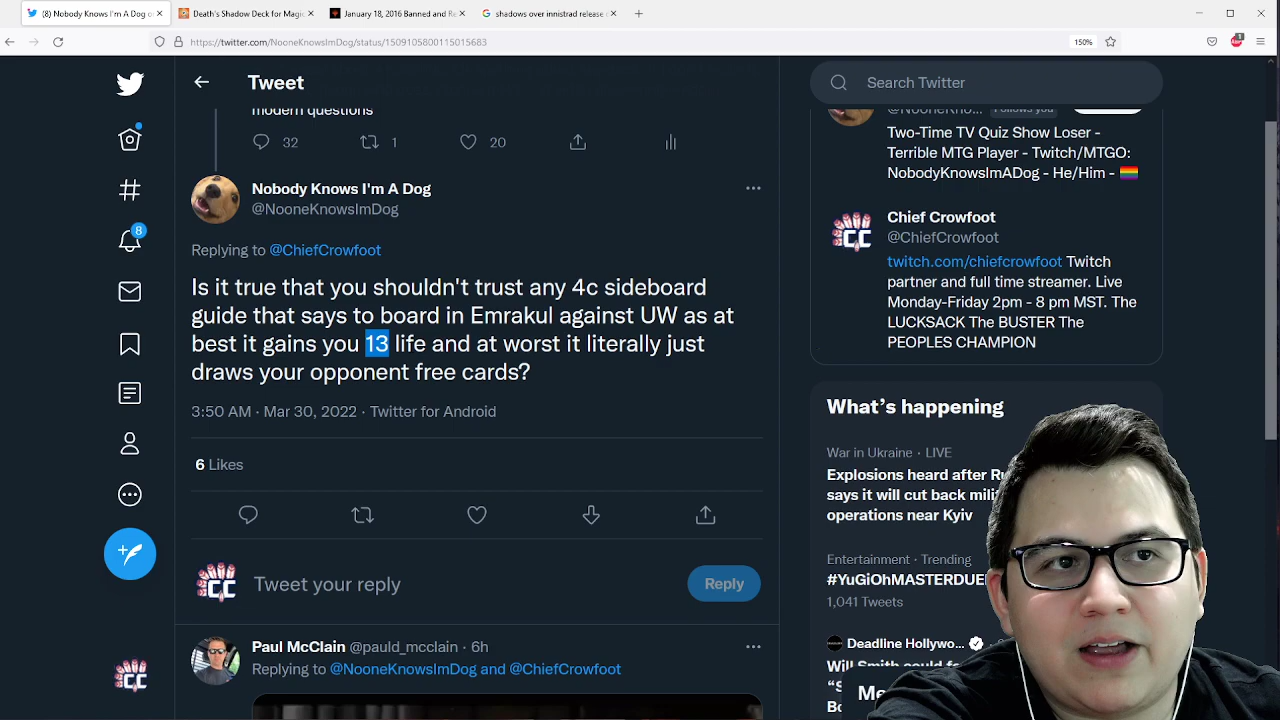 (8) Nobody Knows I'm A Dog o
Death's Shadow Deck for Magic
January 18, 2016 Banned and Re
shadows over innistrad release
https://twitter.com/NooneKnowsImDog/status/1509105800115015683
150%
Tweet
Search Twitter
modern questions
32
1
20
Nobody Knows I'm A Dog
@NooneKnowsImDog
Replying to @ChiefCrowfoot
Is it true that you shouldn't trust any 4c sideboard
guide that says to board in Emrakul against UW as at
best it gains you 13 life and at worst it literally just
draws your opponent free cards?
3:50 AM · Mar 30, 2022 · Twitter for Android
6 Likes
CC
Tweet your reply
Reply
Paul McClain @pauld_mcclain · 6h
Replying to @NooneKnowsImDog and @ChiefCrowfoot
8
CC
@NooneKno... Follows you
Two-Time TV Quiz Show Loser -
Terrible MTG Player - Twitch/MTGO:
NobodyKnowsImADog - He/Him -
CC
Chief Crowfoot
@ChiefCrowfoot
twitch.com/chiefcrowfoot Twitch
partner and full time streamer. Live
Monday-Friday 2pm - 8 pm MST. The
LUCKSACK The BUSTER The
PEOPLES CHAMPION
What's happening
War in Ukraine · LIVE
Explosions heard after Ru
says it will cut back mili
operations near Kyiv
Entertainment · Trending
#YuGiOhMASTERDUE
1,041 Tweets
Deadline Hollywo...
Will Smith could fa
Me